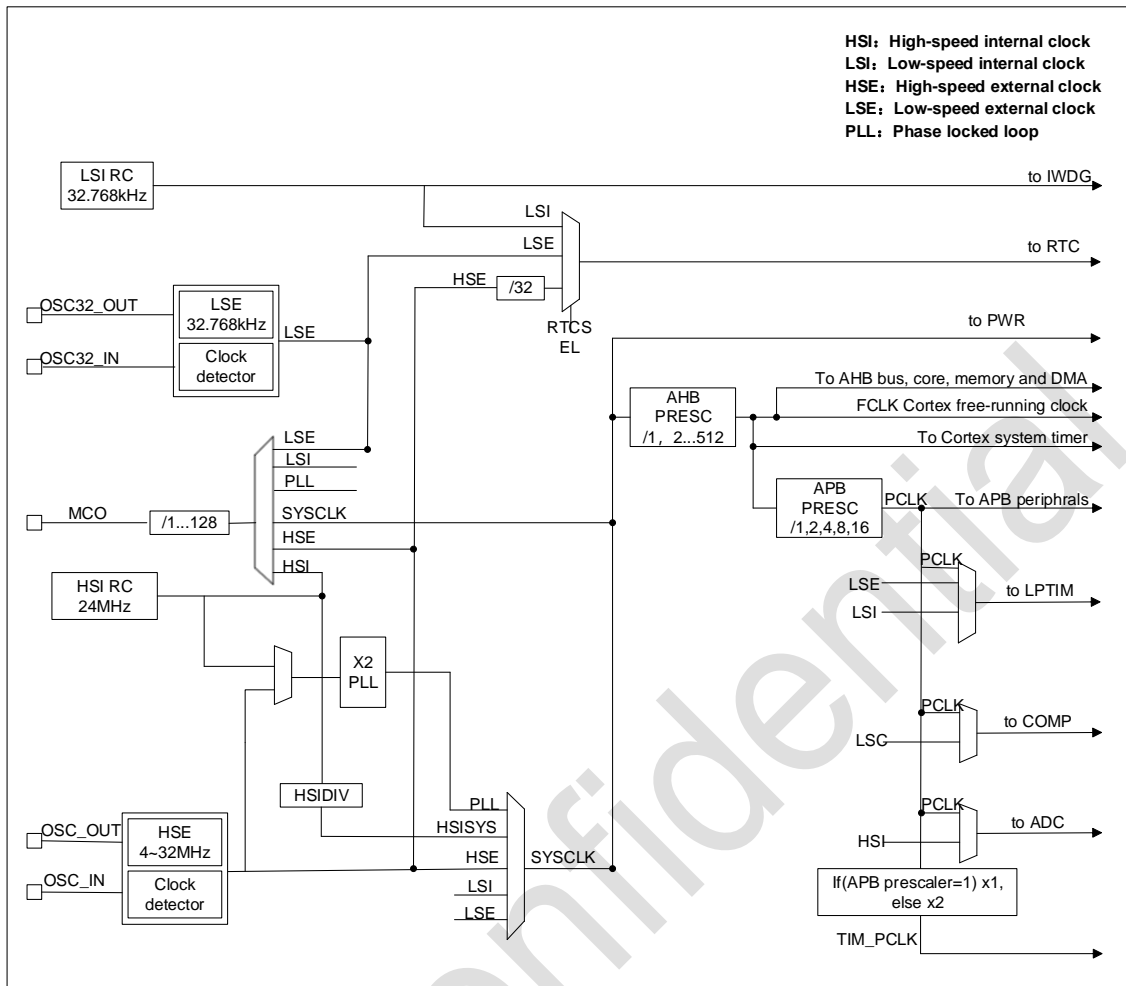 HSI：High-speed internal clock
LSI：Low-speed internal clock
HSE：High-speed external clock
LSE：Low-speed external clock
PLL：Phase locked loop
LSI RC
32.768kHz
to IWDG
LSI
LSE
to RTC
HSE
/32
RTCS
EL
OSC32_OUT
LSE
32.768kHz
LSE
OSC32_IN
Clock
detector
to PWR
To AHB bus, core, memory and DMA
AHB
PRESC
/1, 2...512
FCLK Cortex free-running clock
To Cortex system timer
LSE
LSI
PLL
MCO
/1...128
SYSCLK
HSE
HSI
APB
PRESC
/1,2,4,8,16
PCLK
To APB periphrals
HSI RC
24MHz
PCLK
LSE
LSI
to LPTIM
X2
PLL
PCLK
LSC
to COMP
HSIDIV
PLL
HSISYS
HSE
SYSCLK
LSI
LSE
OSC_OUT
HSE
4~32MHz
OSC_IN
Clock
detector
PCLK
HSI
to ADC
If(APB prescaler=1) x1,
else x2
TIM_PCLK
onfidential